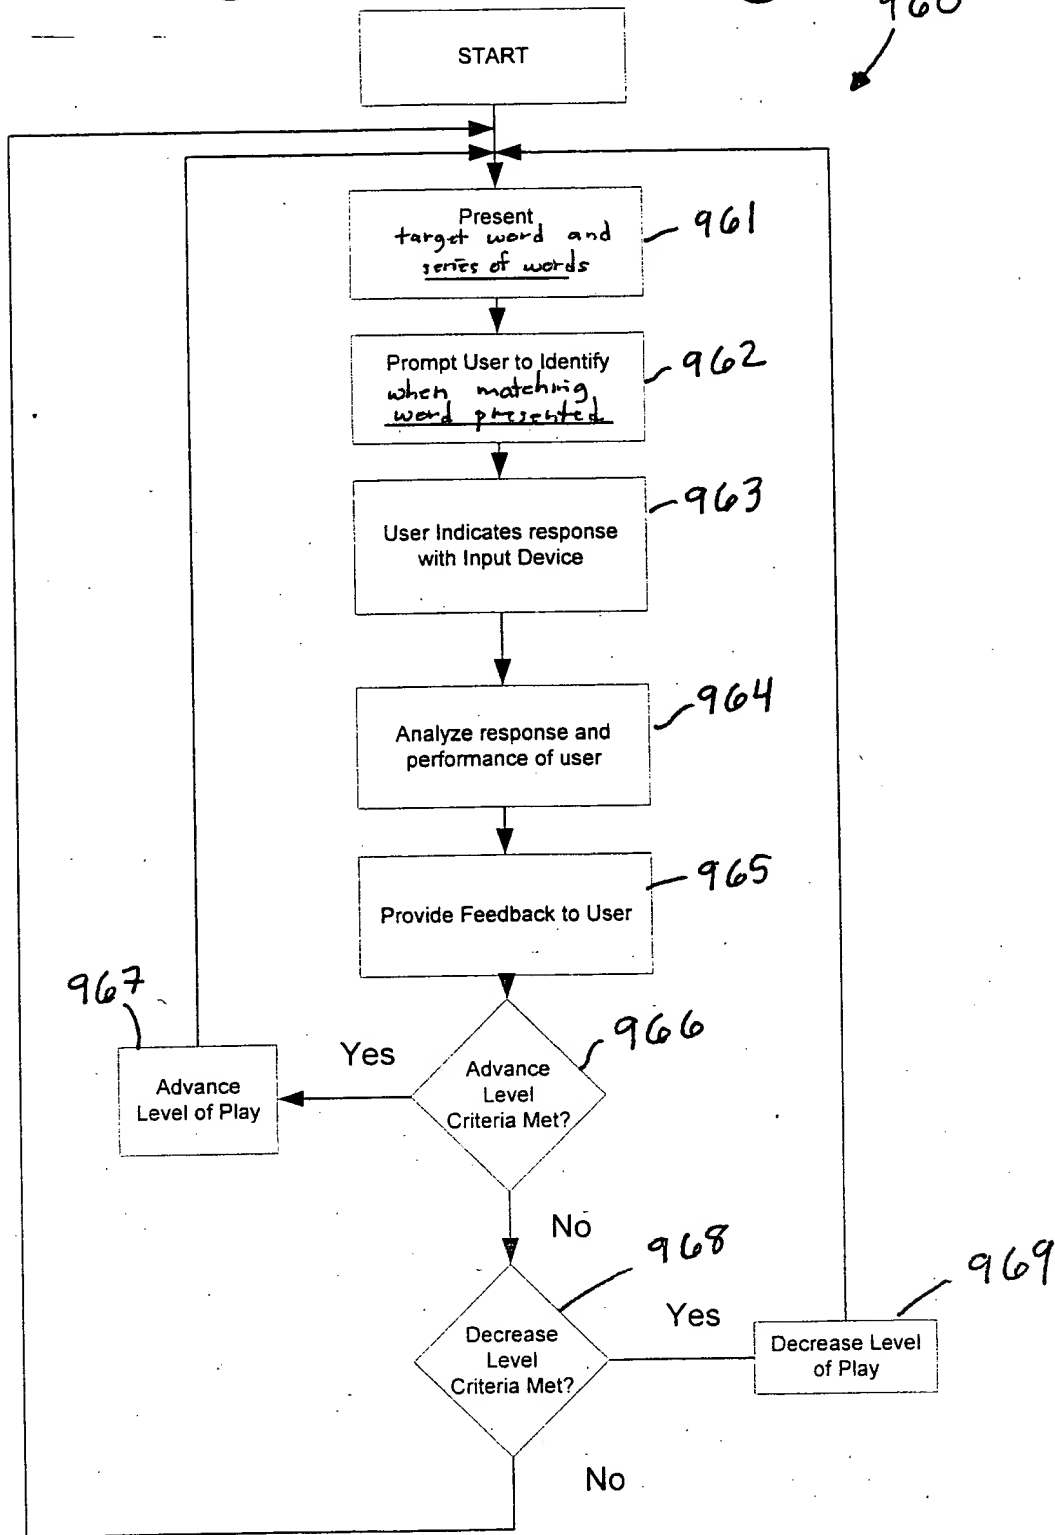 960
START
Present
target word and
series of words
961
Prompt User to Identify
when matching
word presented
962
User Indicates response
with Input Device
963
Analyze response and
performance of user
964
Provide Feedback to User
965
967
Advance
Level of Play
Yes
Advance
Level
Criteria Met?
966
No
Decrease
Level
Criteria Met?
968
Yes
Decrease Level
of Play
969
No